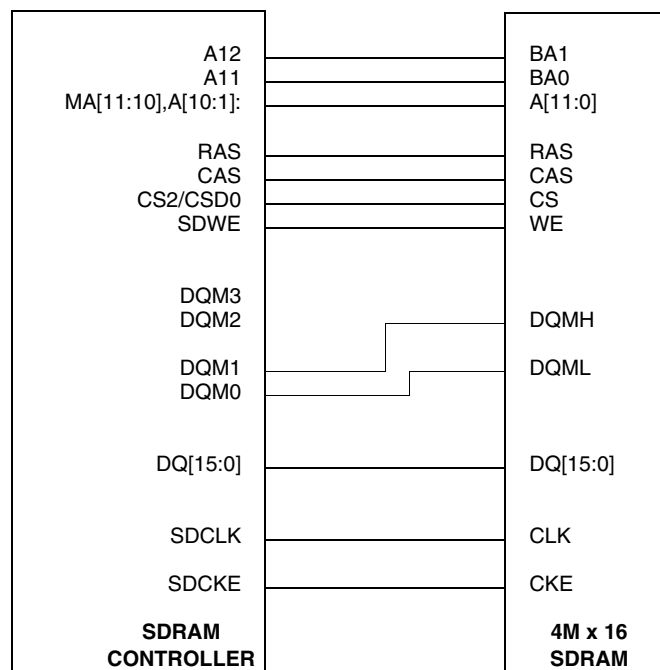 A12 BA1
A11 BA0
MA[11:10],A[10:1]: A[11:0]
RAS RAS
CAS CAS
CS2/CSD0 CS
SDWE WE
DQM3
DQM2 DQMH
DQM1 DQML
DQM0
DQ[15:0] DQ[15:0]
SDCLK CLK
SDCKE CKE
SDRAM 4M x 16
CONTROLLER SDRAM